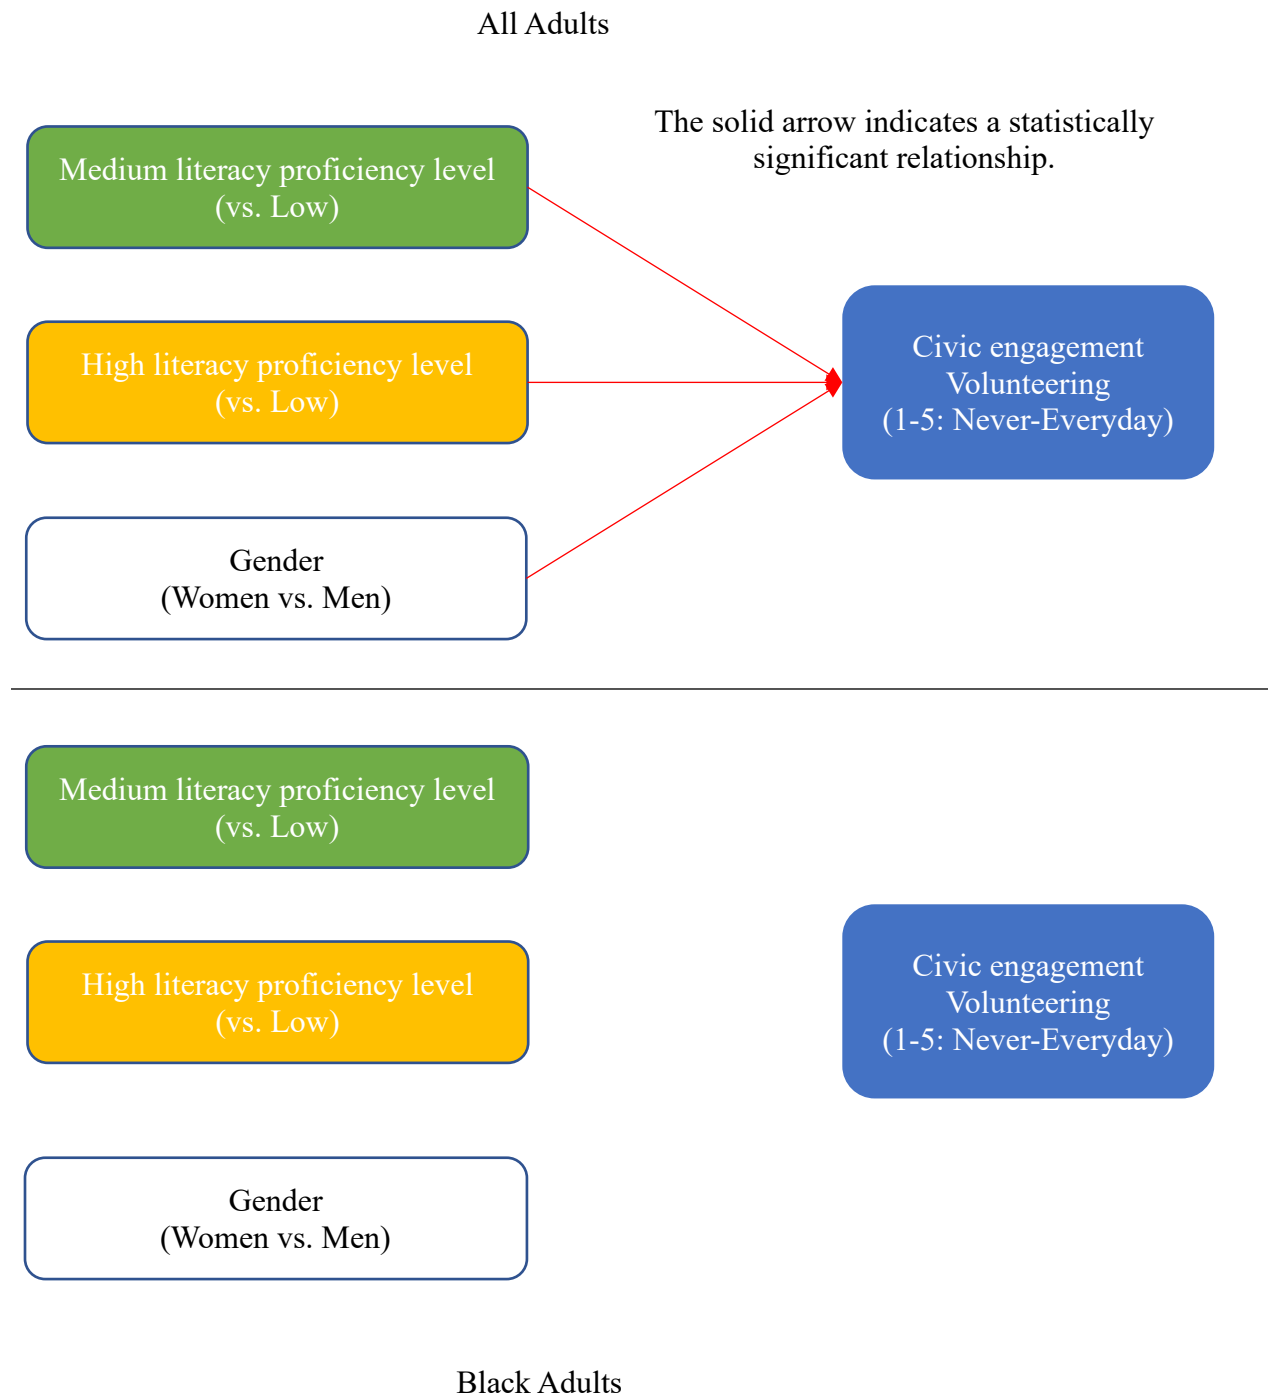 All Adults
The solid arrow indicates a statistically
significant relationship.
Medium literacy proficiency level
(vs. Low)
High literacy proficiency level
(vs. Low)
Civic engagement
Volunteering
(1-5: Never-Everyday)
Gender
(Women vs. Men)
Medium literacy proficiency level
(vs. Low)
High literacy proficiency level
(vs. Low)
Civic engagement
Volunteering
(1-5: Never-Everyday)
Gender
(Women vs. Men)
Black Adults